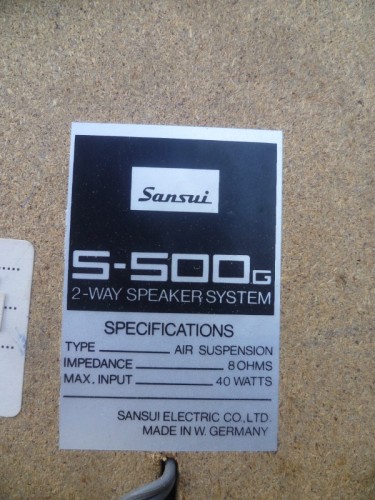 Sansui
S-500G
2-WAY SPEAKER SYSTEM
SPECIFICATIONS
TYPE AIR SUSPENSION
IMPEDANCE 8 OHMS
MAX. INPUT 40 WATTS
SANSUI ELECTRIC CO., LTD.
MADE IN W. GERMANY